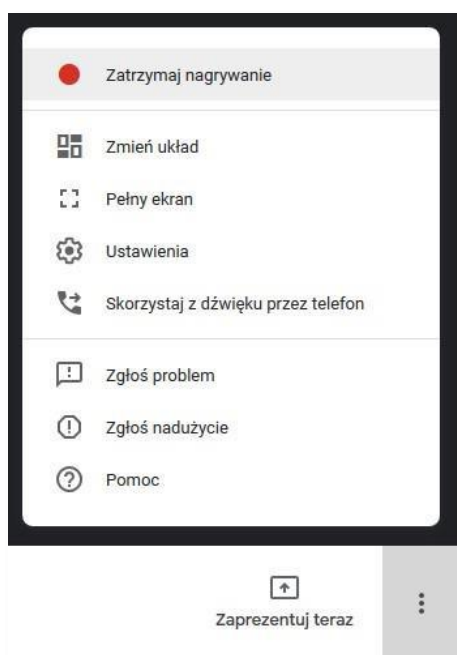 Zatrzymaj nagrywanie
Zmień układ
Pełny ekran
Ustawienia
Skorzystaj z dźwięku przez telefon
Zgłoś problem
Zgłoś nadużycie
Pomoc
Zaprezentuj teraz